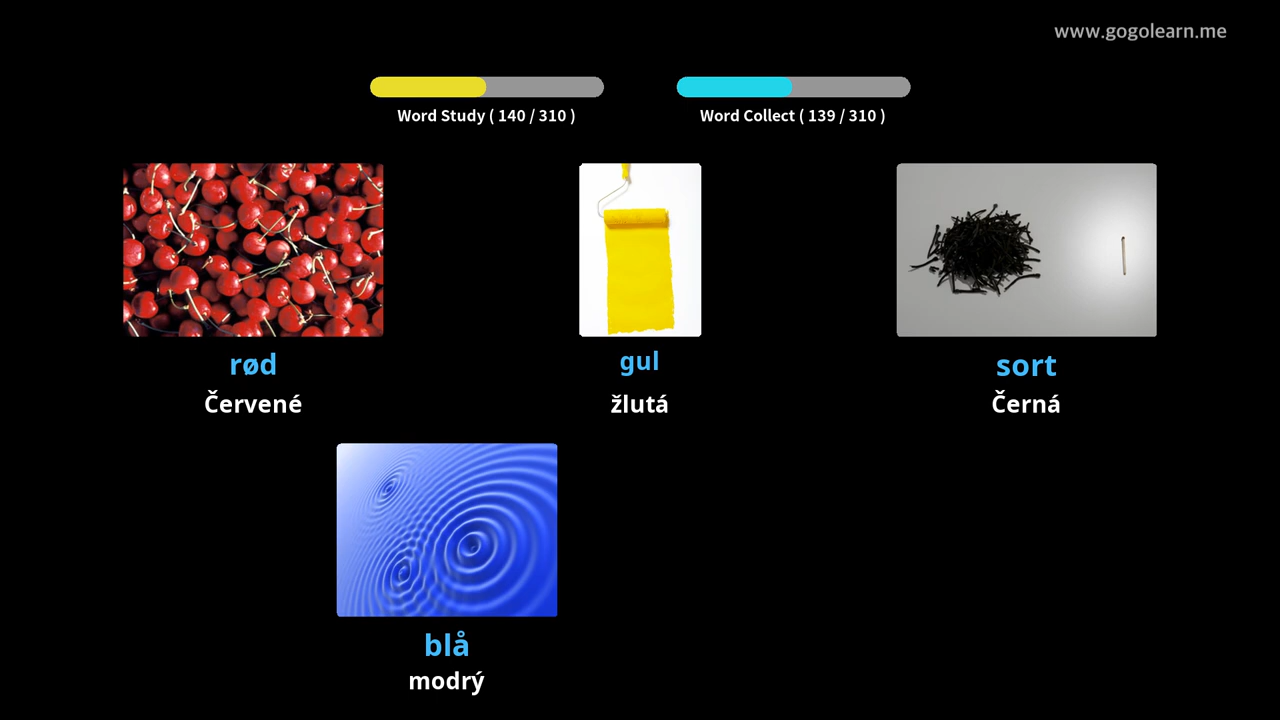 www.gogolearn.me
Word Study ( 140 / 310 )
Word Collect ( 139 / 310 )
rød
gul
sort
Červené
žlutá
Černá
blå
modrý